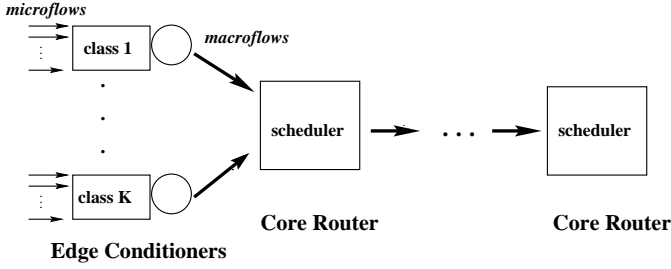 microflows
class 1
macroflows
scheduler
. . .
scheduler
class K
Core Router
Core Router
Edge Conditioners